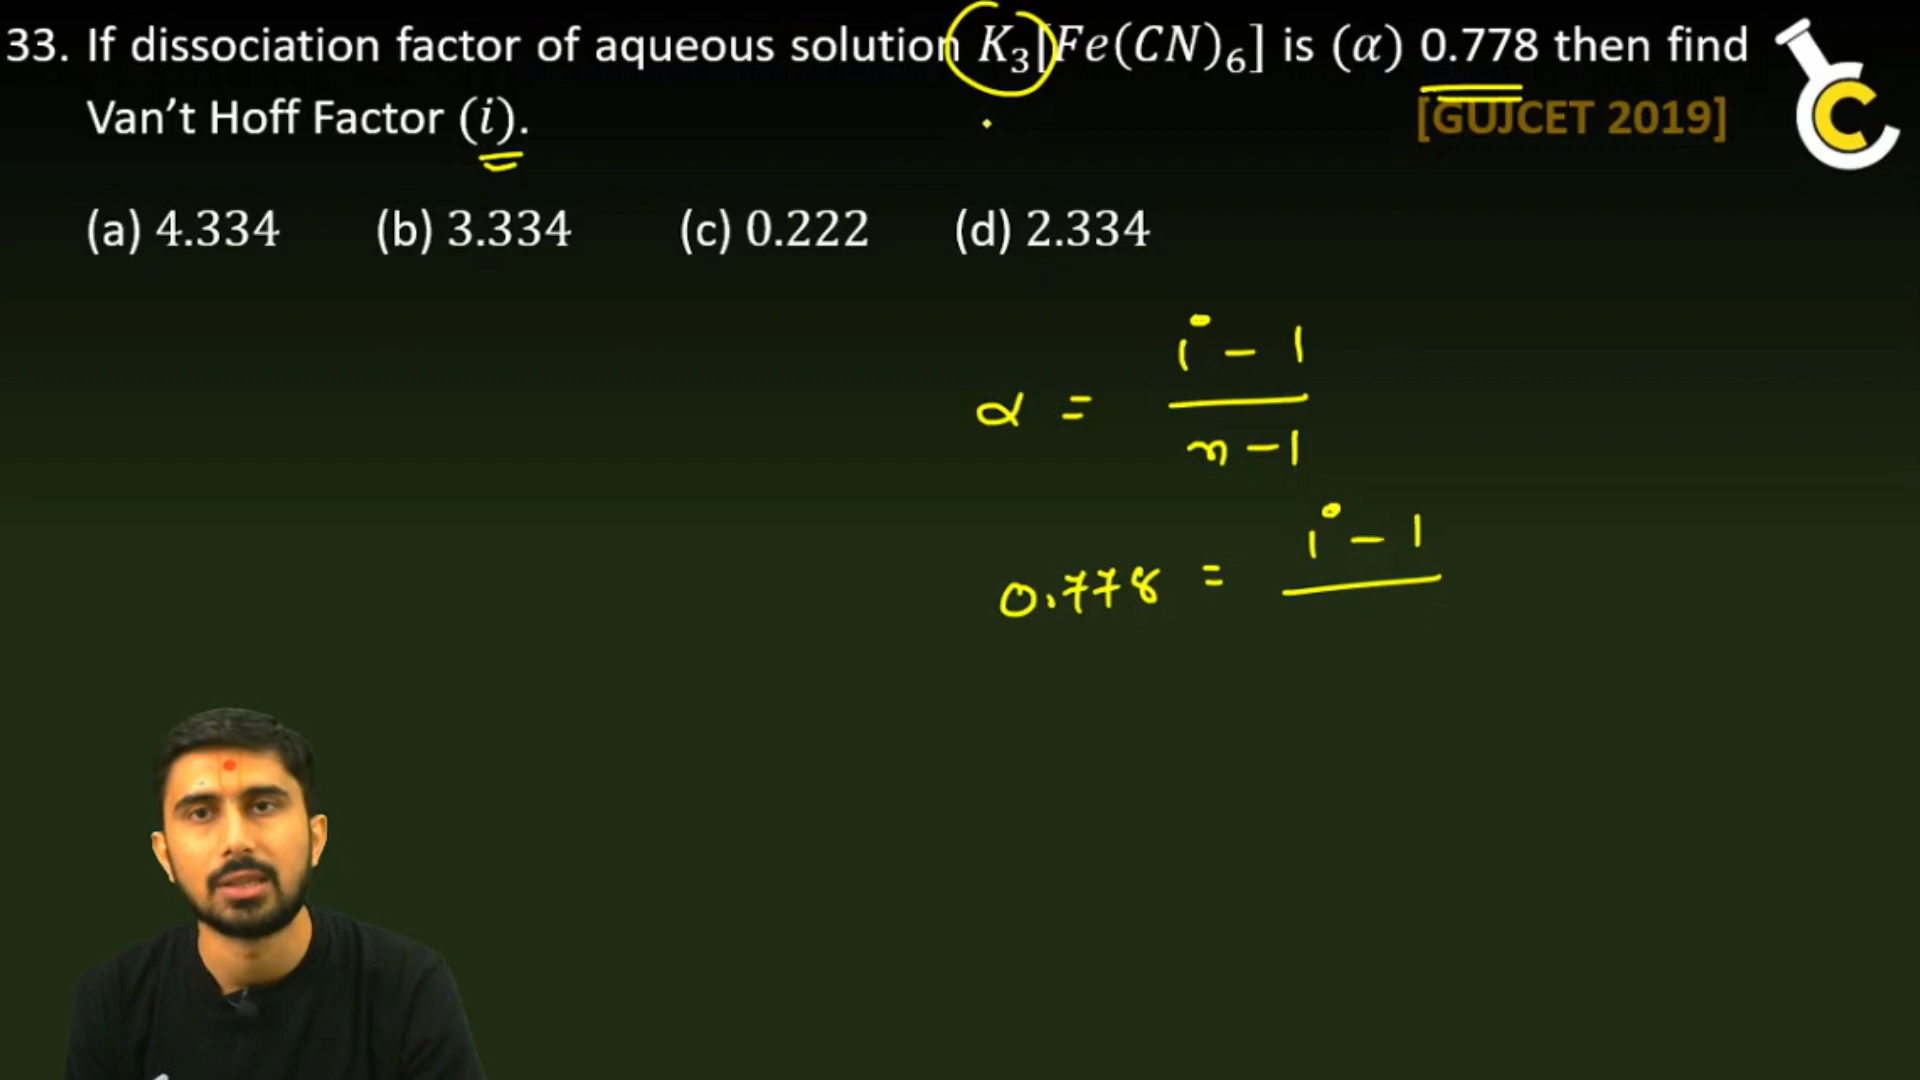 33. If dissociation factor of aqueous solution K₃[Fe(CN)₆] is (α) 0.778 then find
Van’t Hoff Factor (i).
[GUJCET 2019]
(a) 4.334 (b) 3.334 (c) 0.222 (d) 2.334
α = i - 1
n - 1
0.778 = i - 1
C